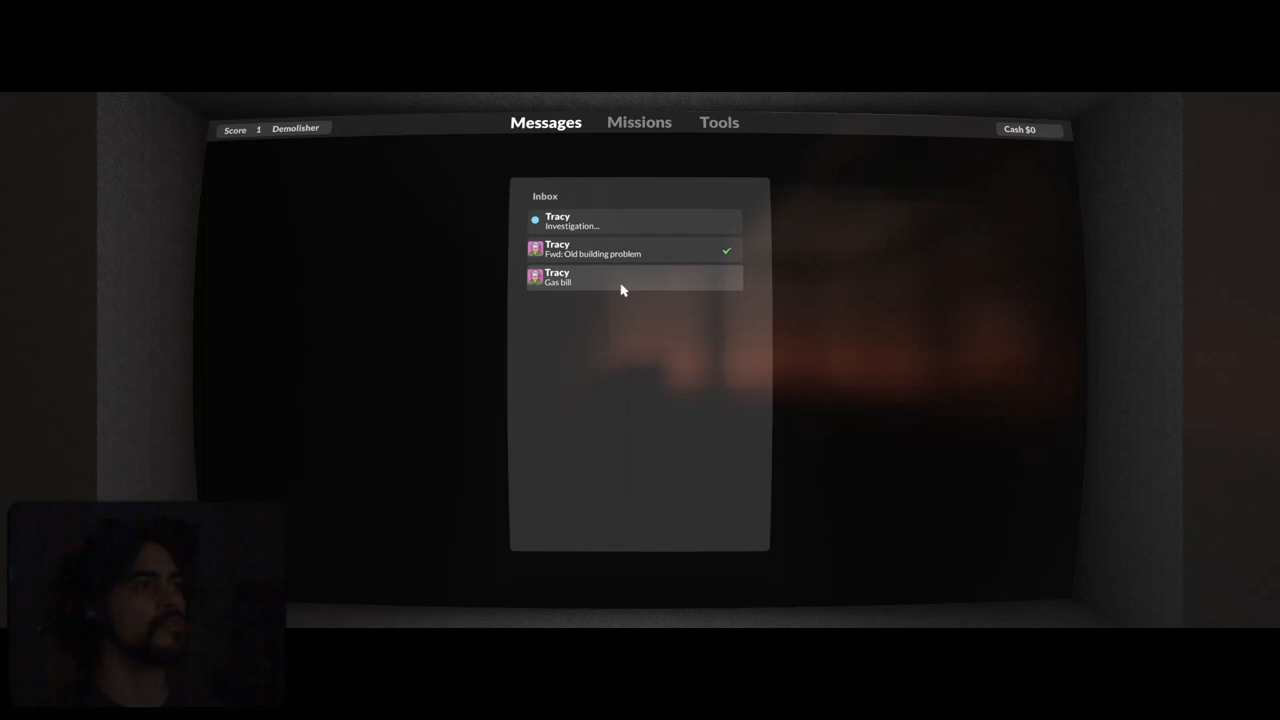 Score 1 Demolisher
Messages Missions Tools
Cash $0
Inbox
Tracy
Investigation...
Tracy
Fwd: Old building problem
Tracy
Gas bill